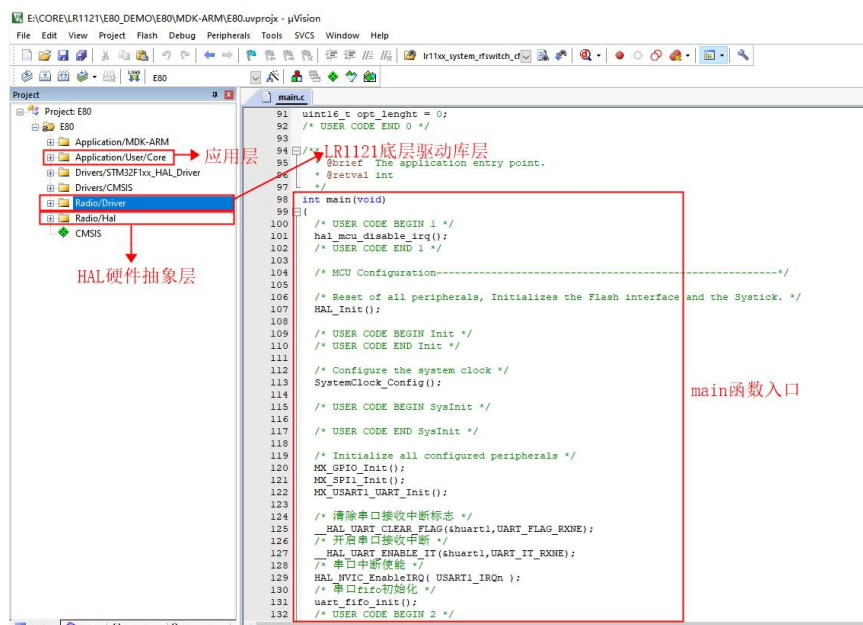 E:\CORE\LR1121\E80_DEMO\E80\MDK-ARM\E80.uvprojx - µVision
File Edit View Project Flash Debug Peripherals Tools SVCS Window Help
lr11xx_system_rfswitch_cf
LOAD
E80
Project
main.c
Project: E80
E80
Application/MDK-ARM
Application/User/Core
应用层
Drivers/STM32F1xx_HAL_Driver
Drivers/CMSIS
Radio/Driver
LR1121底层驱动库层
Radio/Hal
CMSIS
HAL硬件抽象层
91 uint16_t opt_lenght = 0;
92 /* USER CODE END 0 */
93
94 /**
95 @brief The application entry point.
96 * @retval int
97 */
98 int main(void)
99 {
100 /* USER CODE BEGIN 1 */
101 hal_mcu_disable_irq();
102 /* USER CODE END 1 */
103
104 /* MCU Configuration--------------------------------------------------------*/
105
106 /* Reset of all peripherals, Initializes the Flash interface and the Systick. */
107 HAL_Init();
108
109 /* USER CODE BEGIN Init */
110 /* USER CODE END Init */
111
112 /* Configure the system clock */
113 SystemClock_Config();
114
115 /* USER CODE BEGIN SysInit */
116
117 /* USER CODE END SysInit */
118
119 /* Initialize all configured peripherals */
120 MX_GPIO_Init();
121 MX_SPI1_Init();
122 MX_USART1_UART_Init();
123
124 /* 清除串口接收中断标志 */
125 __HAL_UART_CLEAR_FLAG(&huart1,UART_FLAG_RXNE);
126 /* 开启串口接收中断 */
127 __HAL_UART_ENABLE_IT(&huart1,UART_IT_RXNE);
128 /* 串口中断使能 */
129 HAL_NVIC_EnableIRQ( USART1_IRQn );
130 /* 串口fifo初始化 */
131 uart_fifo_init();
132 /* USER CODE BEGIN 2 */
main函数入口